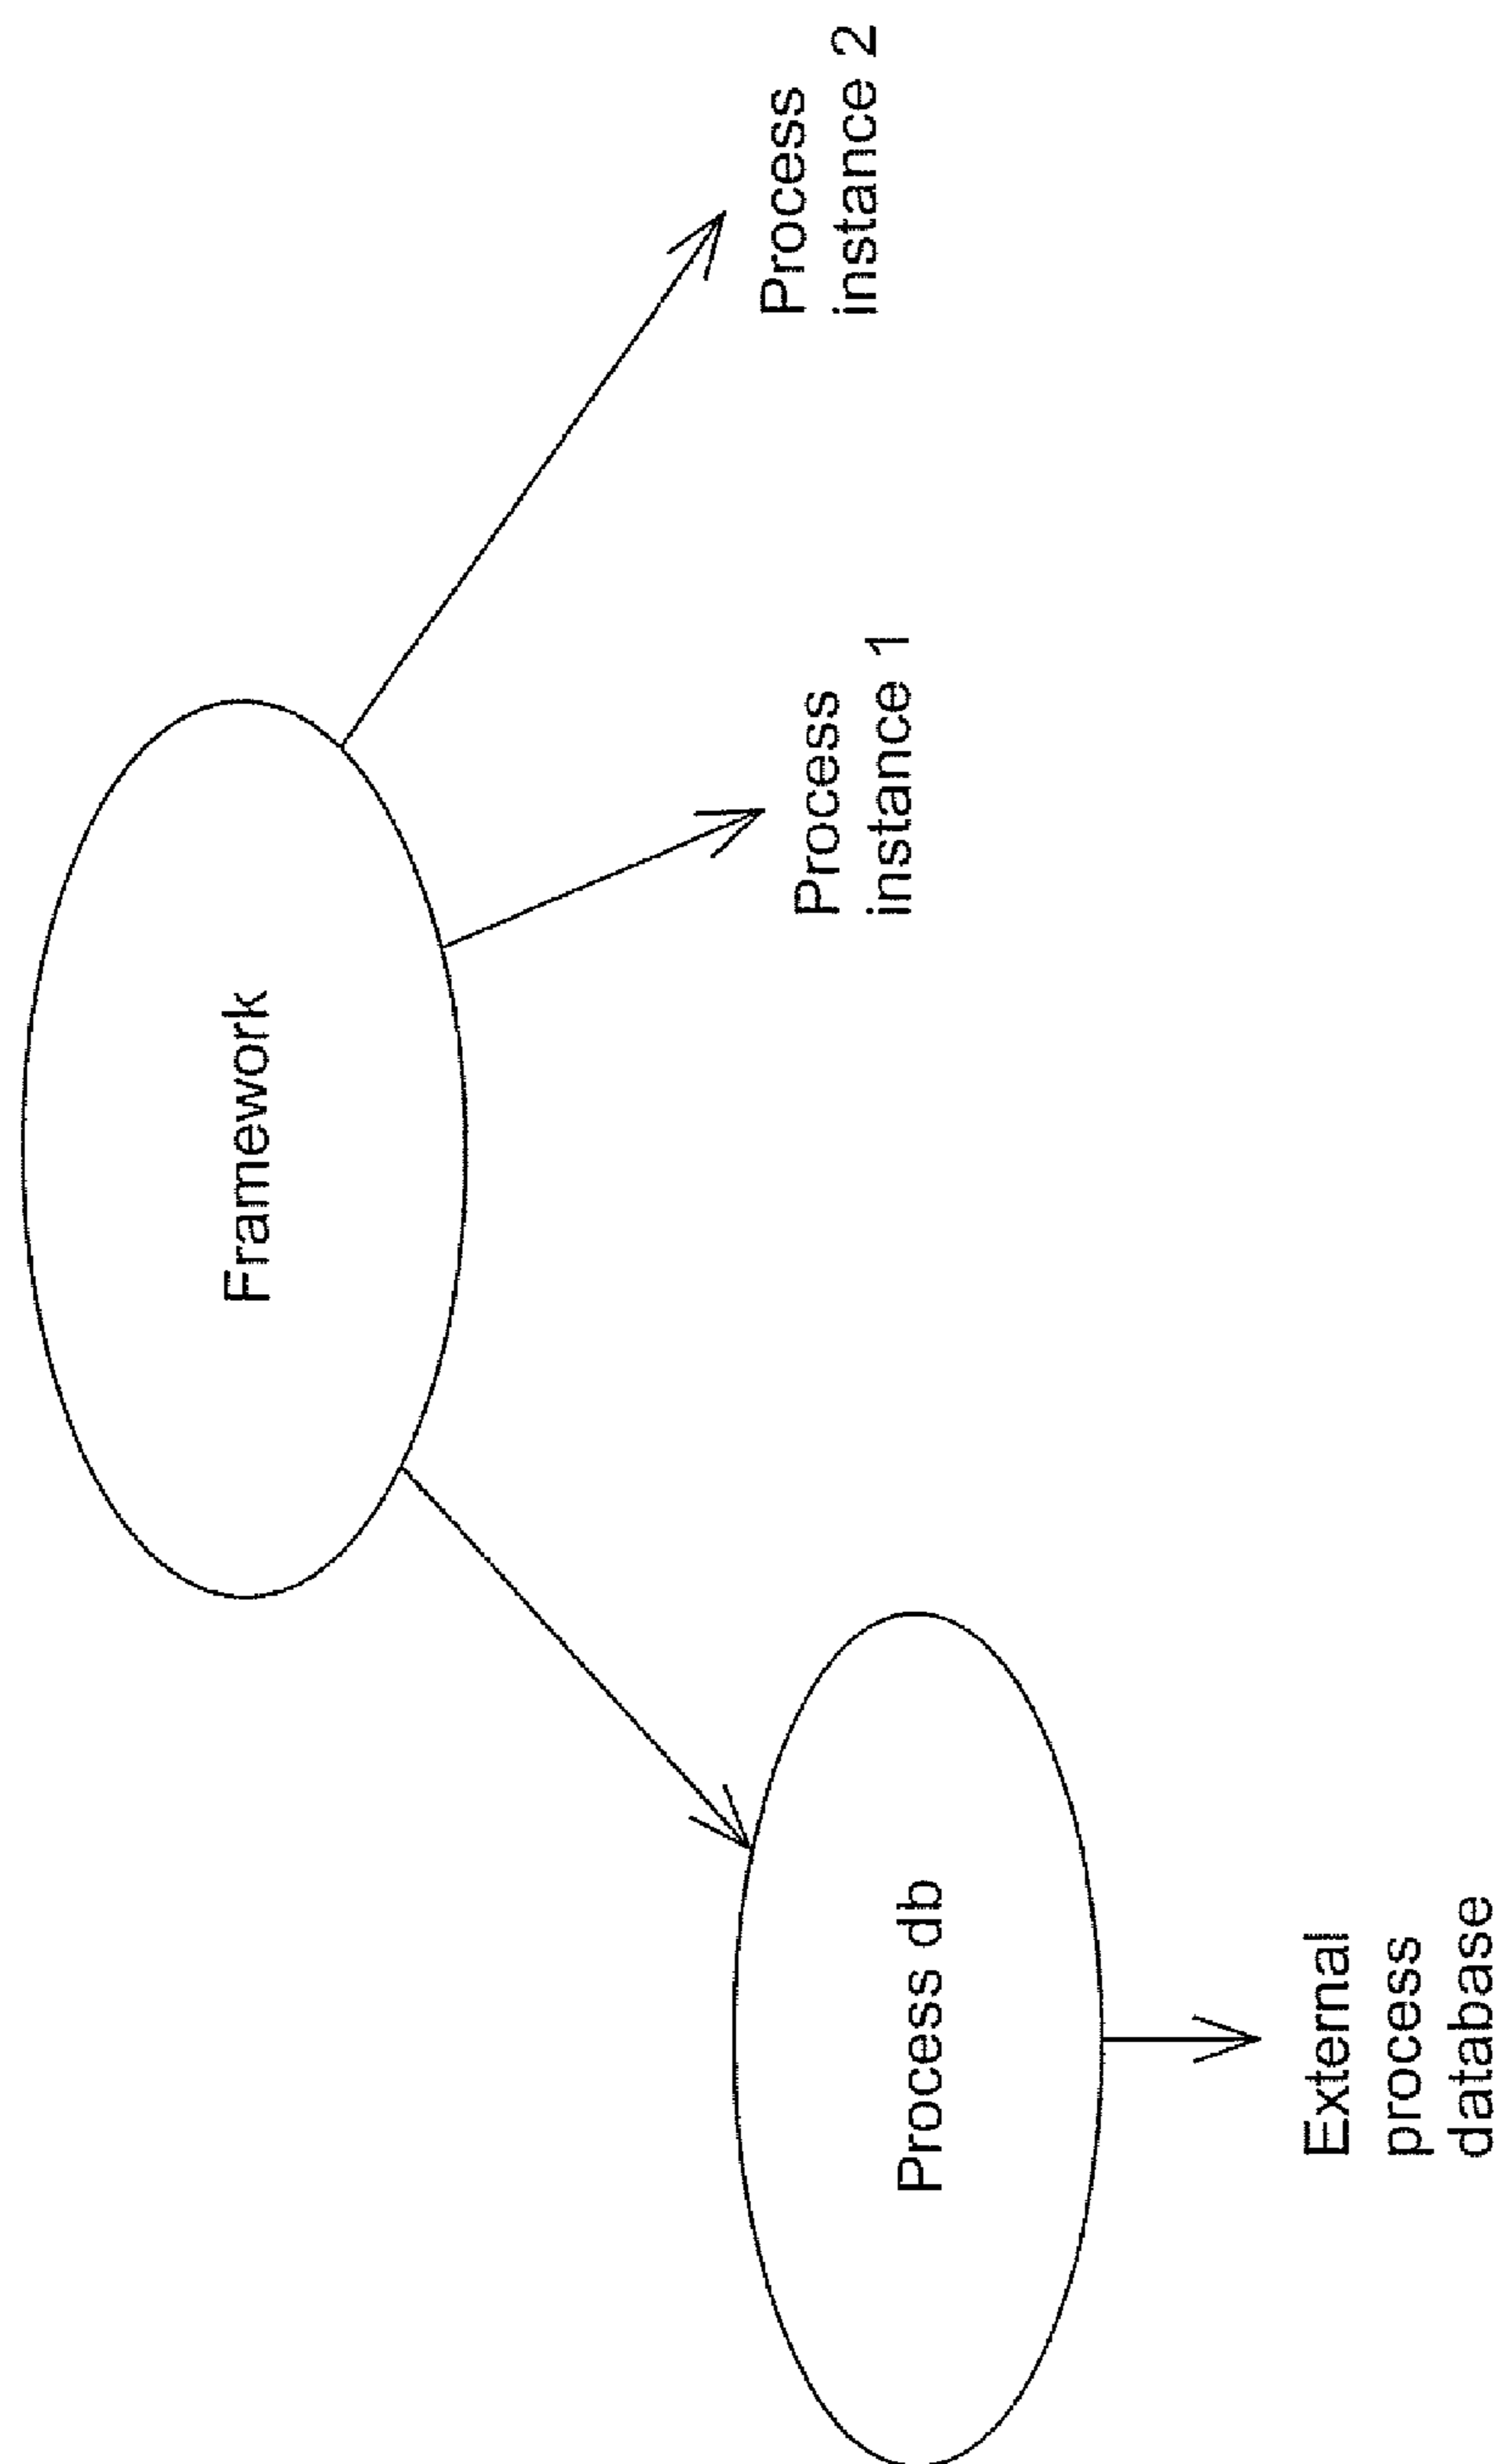 Framework
Process db
Process
instance 1
Process
instance 2
External
process
database